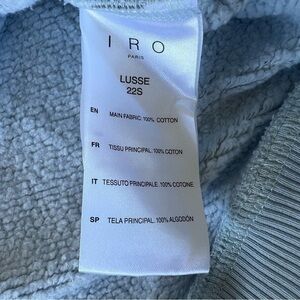 IRO
PARIS
LUSSE
22S
EN MAIN FABRIC: 100% COTTON
FR TISSU PRINCIPAL: 100% COTON
IT TESSUTO PRINCIPALE: 100% COTONE
SP TELA PRINCIPAL: 100% ALGODÓN